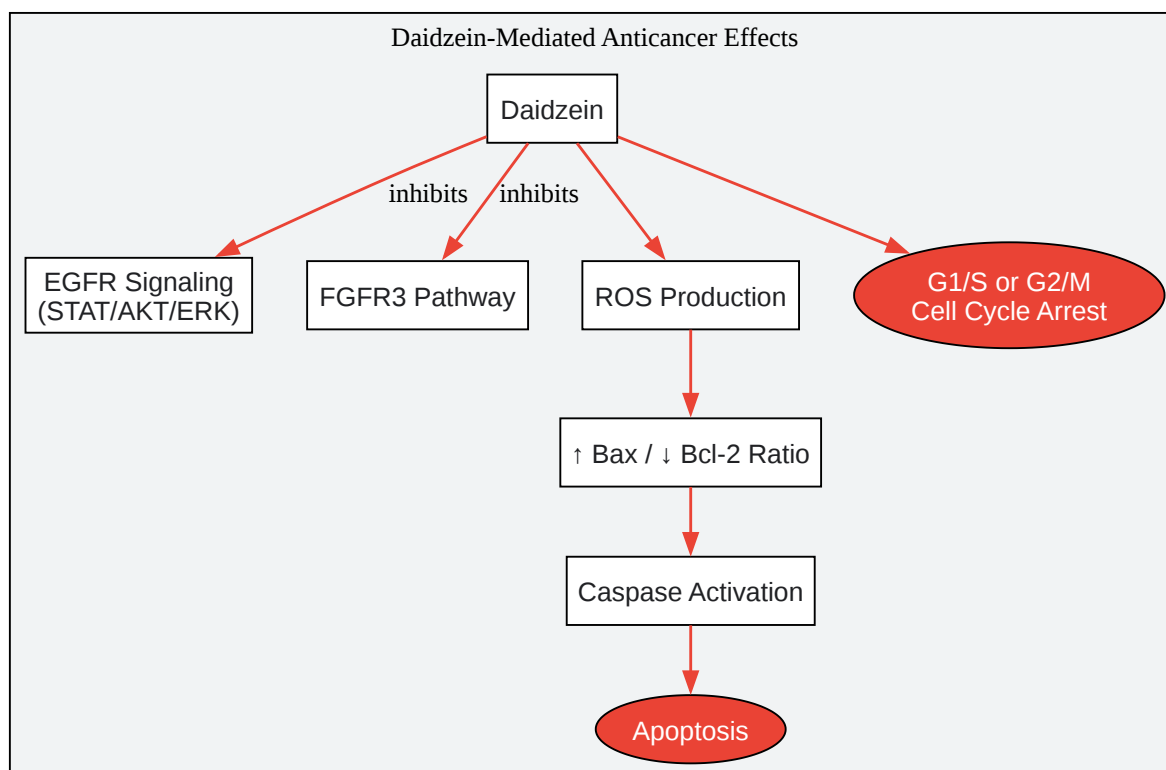 Daidzein-Mediated Anticancer Effects
Daidzein
inhibits
inhibits
EGFR Signaling
(STAT/AKT/ERK)
FGFR3 Pathway
ROS Production
G1/S or G2/M
Cell Cycle Arrest
↑ Bax / ↓ Bcl-2 Ratio
Caspase Activation
Apoptosis